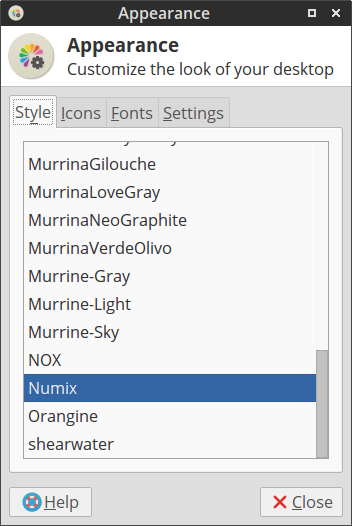 Appearance
Appearance
Customize the look of your desktop
Style Icons Fonts Settings
MurrinaGilouche
MurrinaLoveGray
MurrinaNeoGraphite
MurrinaVerdeOlivo
Murrine-Gray
Murrine-Light
Murrine-Sky
NOX
Numix
Orangine
shearwater
Help Close